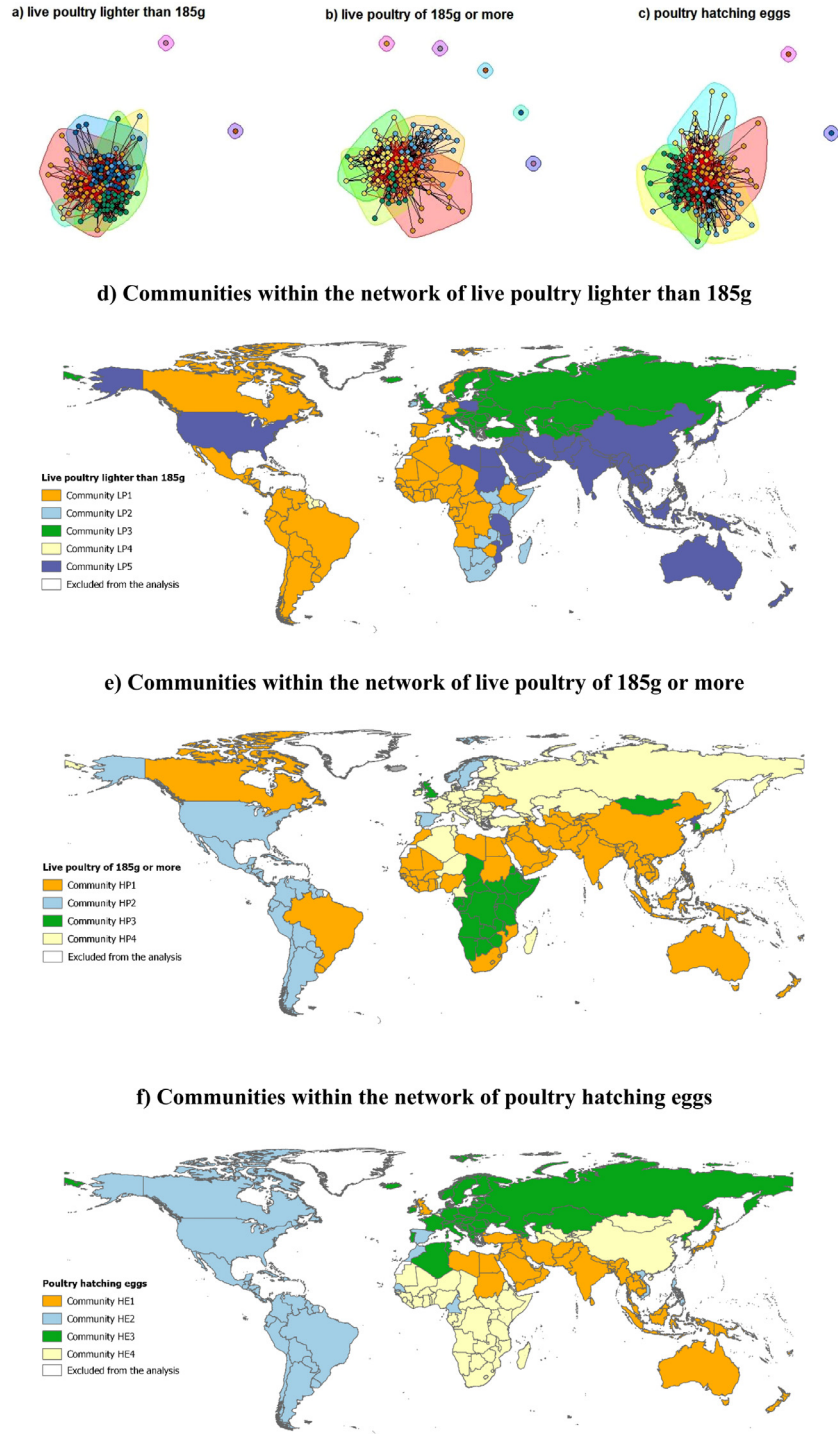 a) live poultry lighter than 185g
b) live poultry of 185g or more
c) poultry hatching eggs
d) Communities within the network of live poultry lighter than 185g
Live poultry lighter than 185g
Community LP1
Community LP2
Community LP3
Community LP4
Community LP5
Excluded from the analysis
e) Communities within the network of live poultry of 185g or more
Live poultry of 185g or more
Community HP1
Community HP2
Community HP3
Community HP4
Excluded from the analysis
f) Communities within the network of poultry hatching eggs
Poultry hatching eggs
Community HE1
Community HE2
Community HE3
Community HE4
Excluded from the analysis